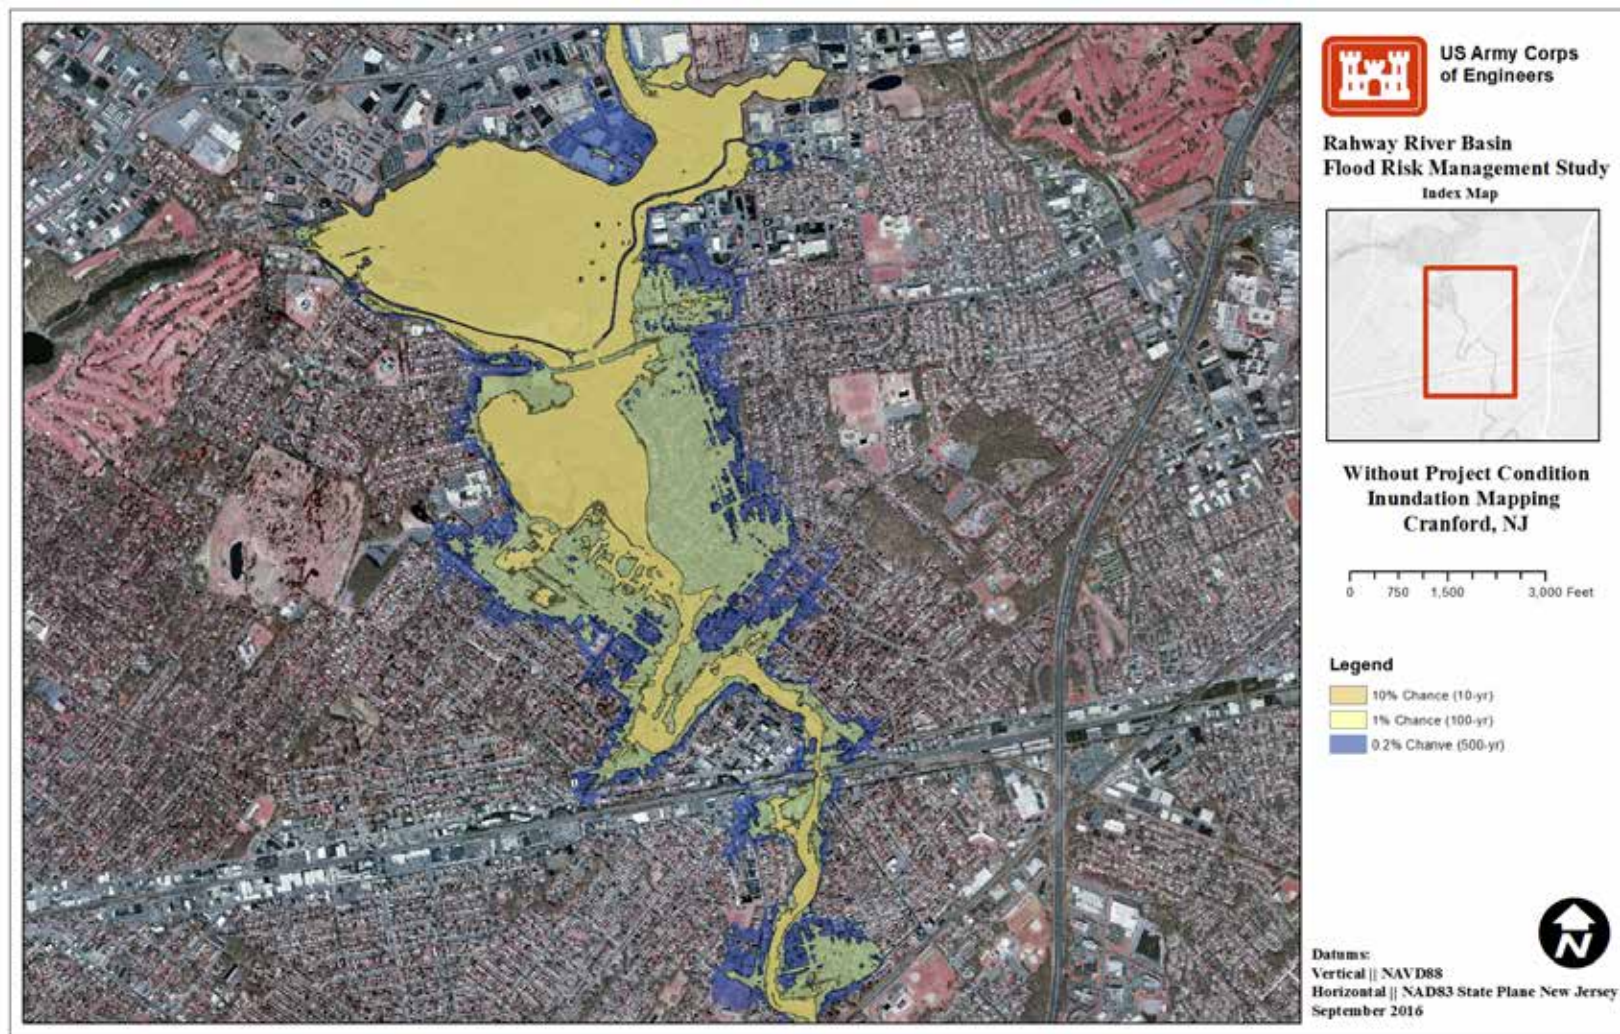 US Army Corps
of Engineers
Rahway River Basin
Flood Risk Management Study
Index Map
Without Project Condition
Inundation Mapping
Cranford, NJ
0 750 1,500 3,000 Feet
Legend
10% Chance (10-yr)
1% Chance (100-yr)
0.2% Chanve (500-yr)
N
Datums:
Vertical || NAVD88
Horizontal || NAD83 State Plane New Jersey
September 2016